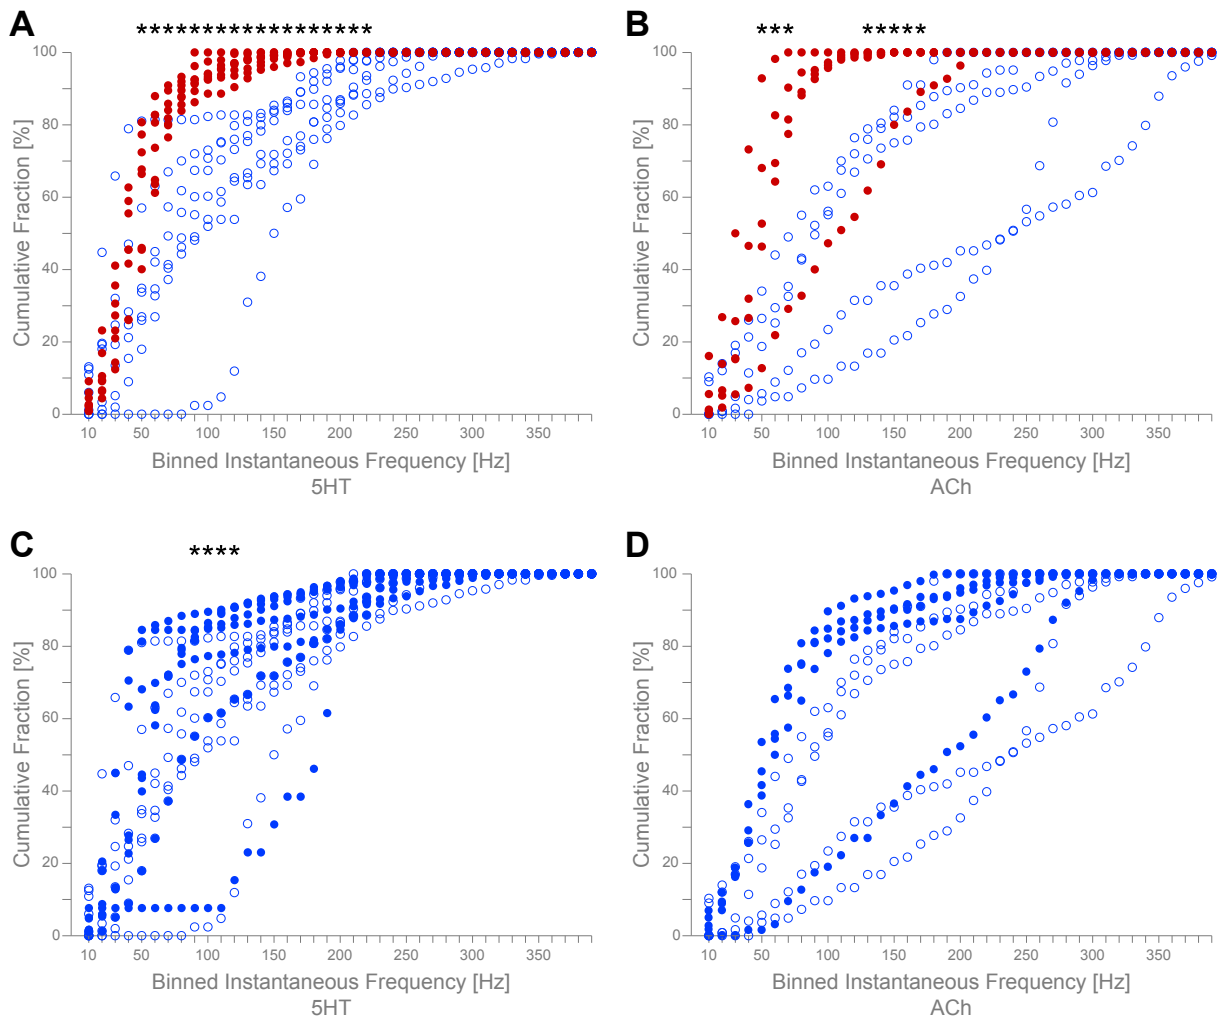 A
******************
100
80
60
40
20
0
Cumulative Fraction [%]
10 50 100 150 200 250 300 350
Binned Instantaneous Frequency [Hz]
5HT
B
*** *****
100
80
60
40
20
0
Cumulative Fraction [%]
10 50 100 150 200 250 300 350
Binned Instantaneous Frequency [Hz]
ACh
C
****
100
80
60
40
20
0
Cumulative Fraction [%]
10 50 100 150 200 250 300 350
Binned Instantaneous Frequency [Hz]
5HT
D
100
80
60
40
20
0
Cumulative Fraction [%]
10 50 100 150 200 250 300 350
Binned Instantaneous Frequency [Hz]
ACh